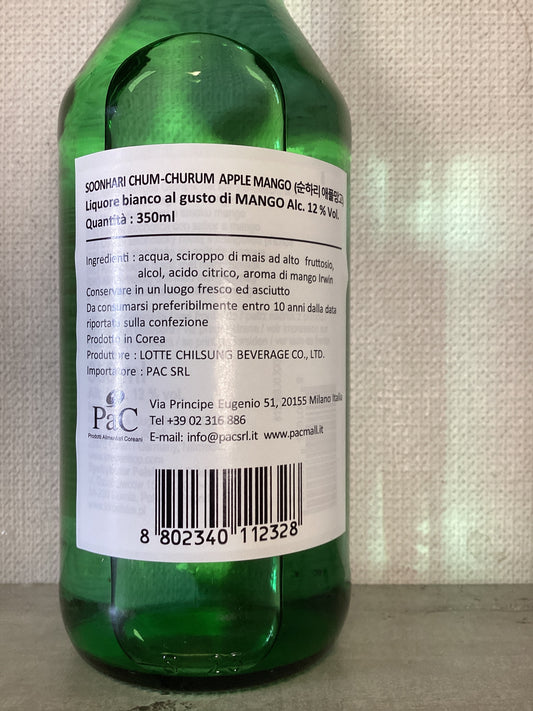 SOONHARI CHUM-CHURUM APPLE MANGO (순하리 애플망고)
Liquore bianco al gusto di MANGO Alc. 12 % Vol.
Quantità : 350ml
Ingredienti : acqua, sciroppo di mais ad alto fruttosio,
alcol, acido citrico, aroma di mango Irwin
Conservare in un luogo fresco ed asciutto
Da consumarsi preferibilmente entro 10 anni dalla data
riportata sulla confezione
Prodotto in Corea
Produttore : LOTTE CHILSUNG BEVERAGE CO., LTD.
Importatore : PAC SRL
PaC
Prodotti Alimentari Coreani
Via Principe Eugenio 51, 20155 Milano Italia
Tel +39 02 316 886
E-mail: info@pacsrl.it www.pacmall.it
8 802340 112328